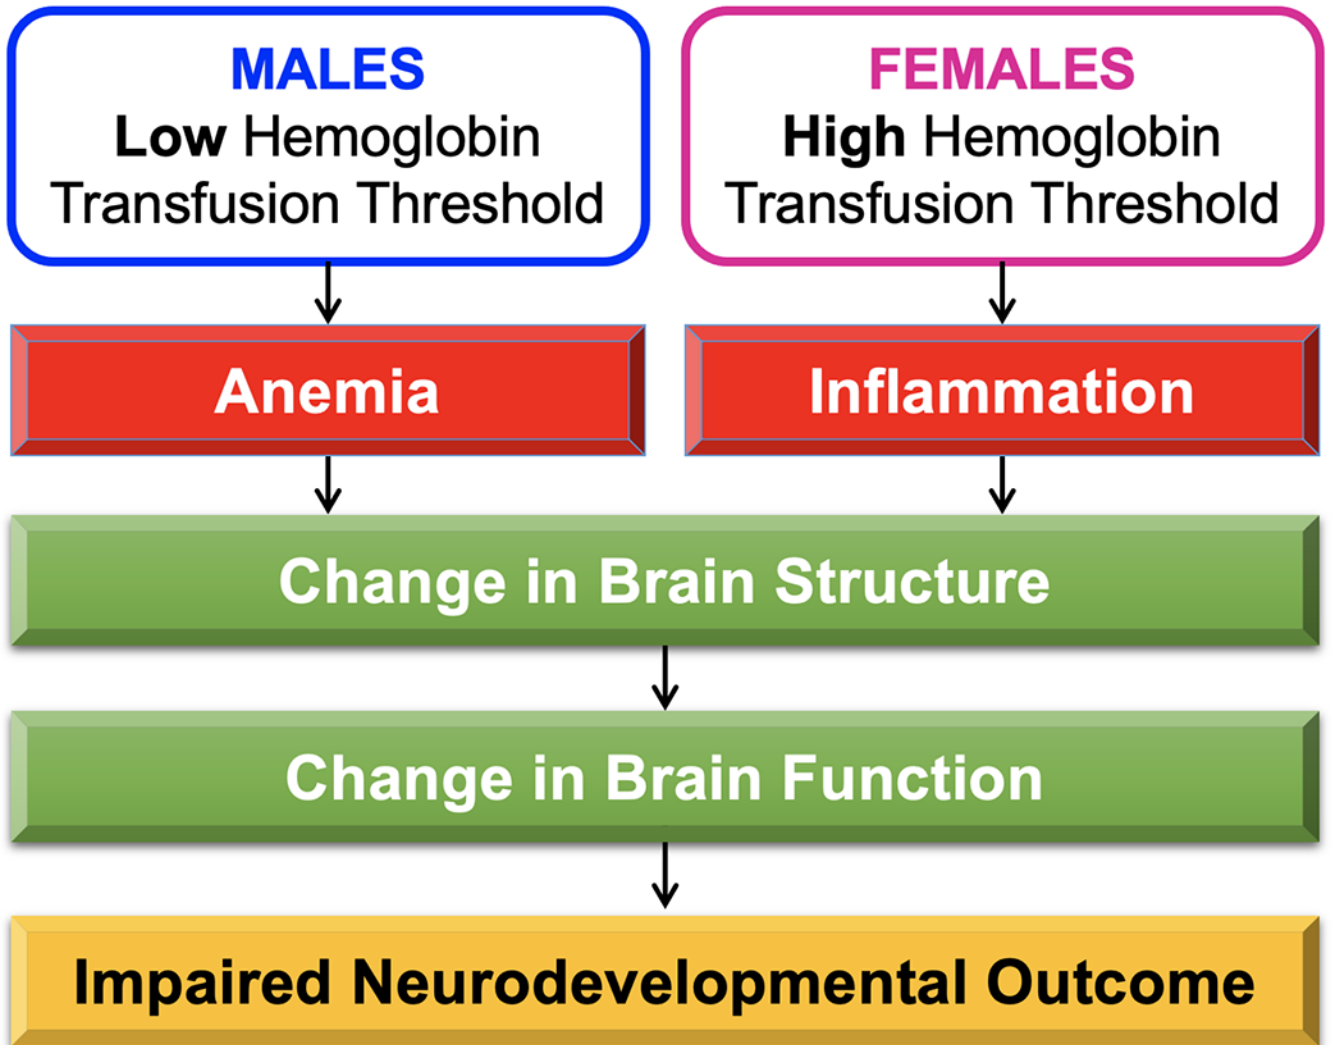 MALES
Low Hemoglobin
Transfusion Threshold
FEMALES
High Hemoglobin
Transfusion Threshold
Anemia
Inflammation
Change in Brain Structure
Change in Brain Function
Impaired Neurodevelopmental Outcome